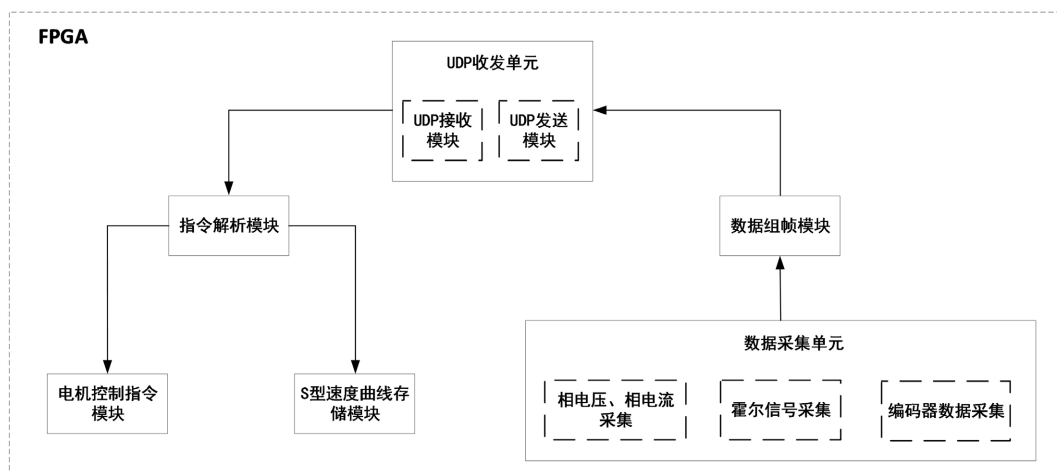 FPGA
UDP收发单元
UDP接收
模块
UDP发送
模块
指令解析模块
数据组帧模块
数据采集单元
电机控制指令
模块
S型速度曲线存
储模块
相电压、相电流
采集
霍尔信号采集
编码器数据采集